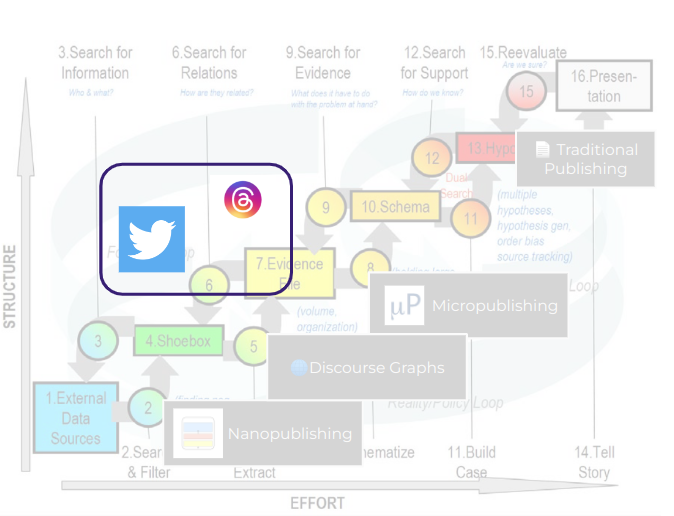 3.Search for
Information
Who & what?
6.Search for
Relations
How are they related?
9.Search for
Evidence
What does it have to do
with the problem at hand?
12.Search
for Support
How do we know?
15.Reevaluate
Are we sure?
15
16.Presen-
tation
Traditional
Publishing
12
13.Hypo
Dual
Search
9
10.Schema
11
(multiple
hypotheses,
hypothesis gen,
order bias
source tracking)
Fo
op
7.Evidence
File
8
6
Loop
μP Micropublishing
(volume,
organization)
3
4.Shoebox
5
Discourse Graphs
1.External
Data
Sources
2
Reality/Policy Loop
Nanopublishing
2.Sear
& Filter
Extract
ematize
11.Build
Case
14.Tell
Story
STRUCTURE
EFFORT